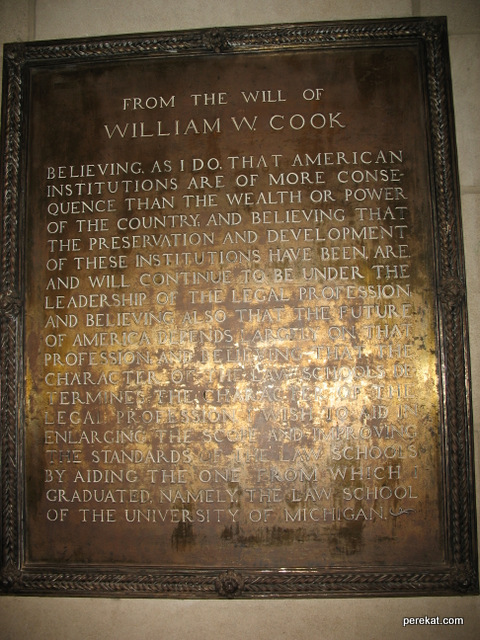 FROM THE WILL OF
WILLIAM W. COOK
BELIEVING, AS I DO, THAT AMERICAN
INSTITUTIONS ARE OF MORE CONSE-
QUENCE THAN THE WEALTH OR POWER
OF THE COUNTRY, AND BELIEVING THAT
THE PRESERVATION AND DEVELOPMENT
OF THESE INSTITUTIONS HAVE BEEN, ARE,
AND WILL CONTINUE TO BE UNDER THE
LEADERSHIP OF THE LEGAL PROFESSION,
AND BELIEVING ALSO THAT THE FUTURE
OF AMERICA DEPENDS LARGELY ON THAT
PROFESSION, AND BELIEVING THAT THE
CHARACTER OF THE LAW SCHOOLS DE-
TERMINES THE CHARACTER OF THE
LEGAL PROFESSION, I WISH TO AID IN
ENLARGING THE SCOPE AND IMPROVING
THE STANDARDS OF THE LAW SCHOOLS
BY AIDING THE ONE FROM WHICH I
GRADUATED, NAMELY, THE LAW SCHOOL
OF THE UNIVERSITY OF MICHIGAN.
perekat.com